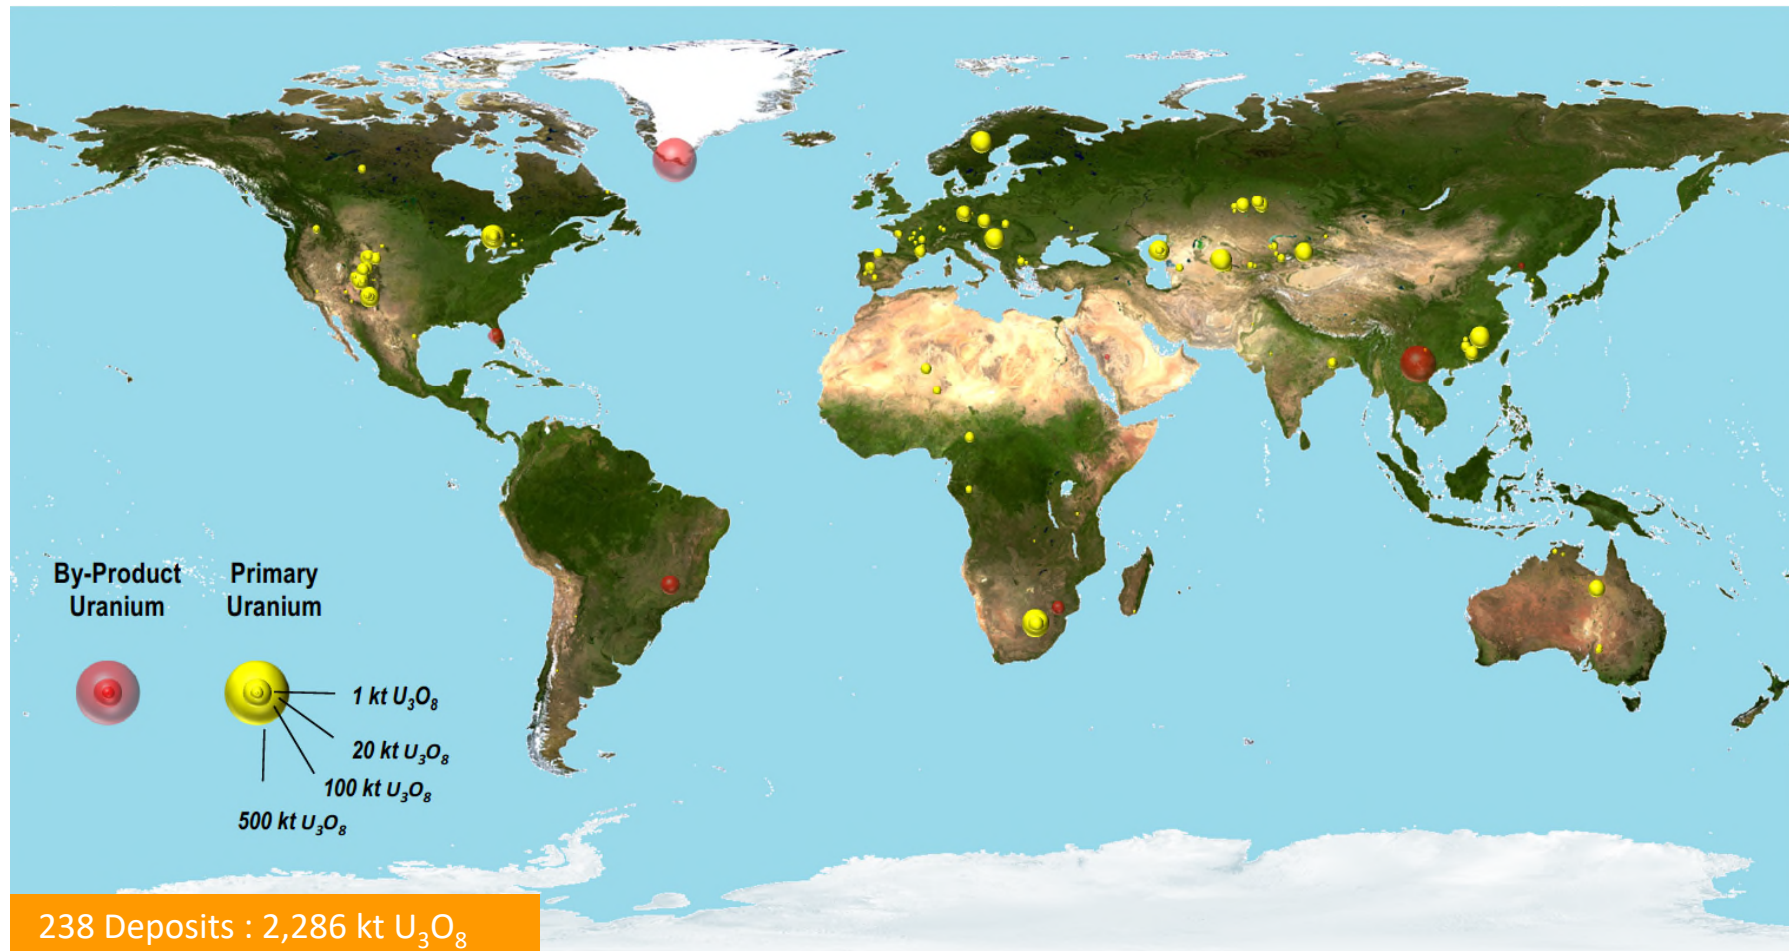 By-Product
Uranium
Primary
Uranium
1 kt U₃O₈
20 kt U₃O₈
100 kt U₃O₈
500 kt U₃O₈
238 Deposits : 2,286 kt U₃O₈